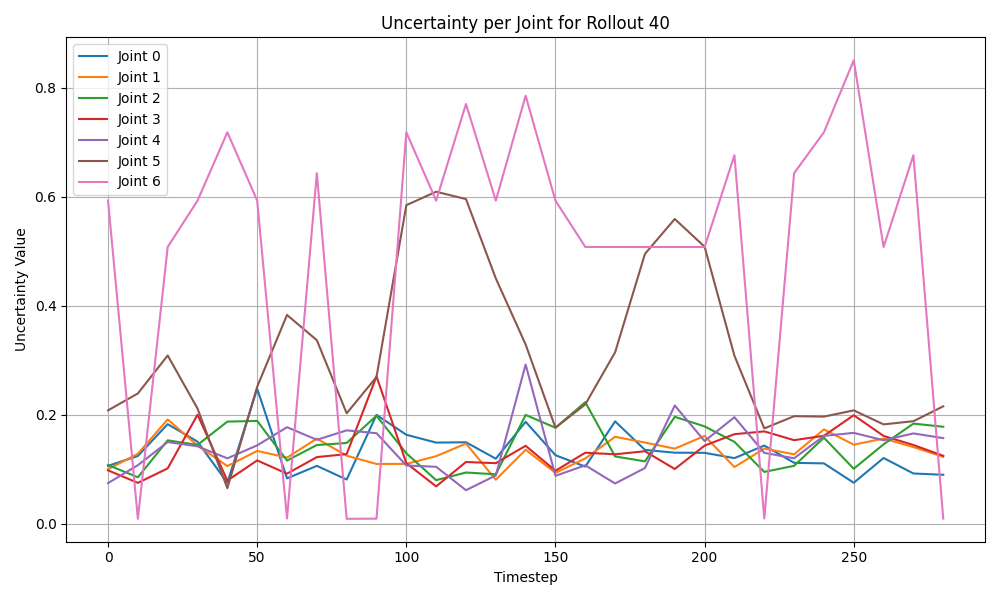 Uncertainty per Joint for Rollout 40
Joint 0
Joint 1
Joint 2
Joint 3
Joint 4
Joint 5
Joint 6
0.8
0.6
0.4
0.2
0.0
Uncertainty Value
0 50 100 150 200 250
Timestep